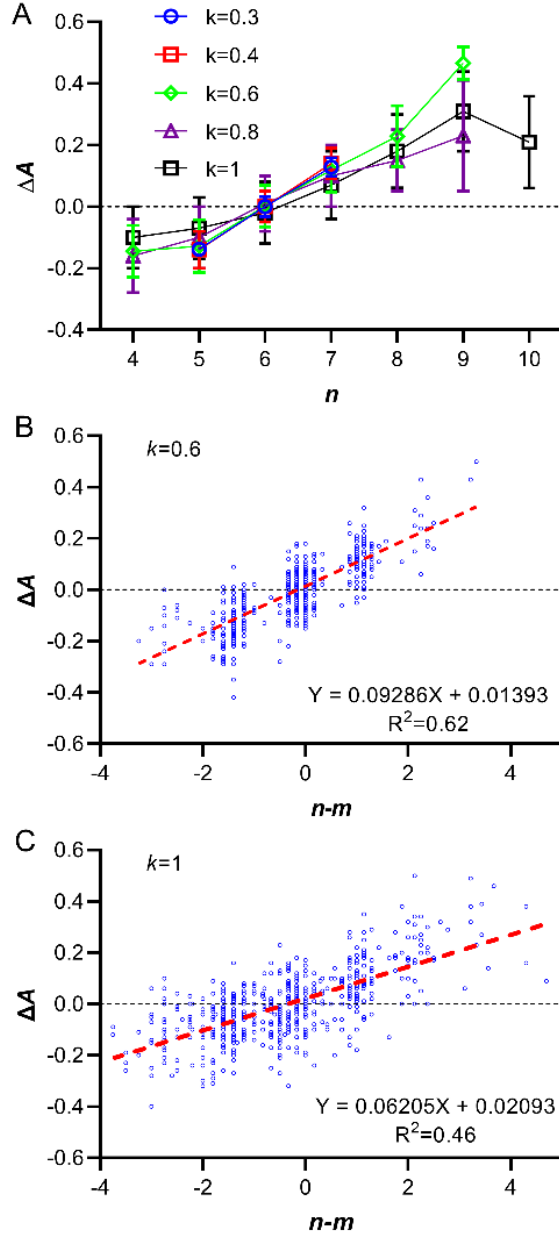 A
0.6
0.4
0.2
0.0
-0.2
-0.4
ΔA
k=0.3
k=0.4
k=0.6
k=0.8
k=1
4 5 6 7 8 9 10
n
B
0.6
0.4
0.2
0.0
-0.2
-0.4
-0.6
ΔA
k=0.6
Y = 0.09286X + 0.01393
R²=0.62
-4 -2 0 2 4
n-m
C
0.6
0.4
0.2
0.0
-0.2
-0.4
-0.6
ΔA
k=1
Y = 0.06205X + 0.02093
R²=0.46
-4 -2 0 2 4
n-m